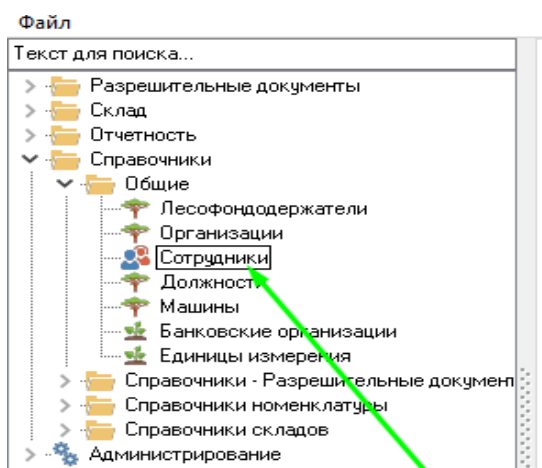 Файл
Текст для поиска...
Разрешительные документы
Склад
Отчетность
Справочники
Общие
Лесофондодержатели
Организации
Сотрудники
Должности
Машины
Банковские организации
Единицы измерения
Справочники - Разрешительные документ
Справочники номенклатуры
Справочники складов
Администрирование